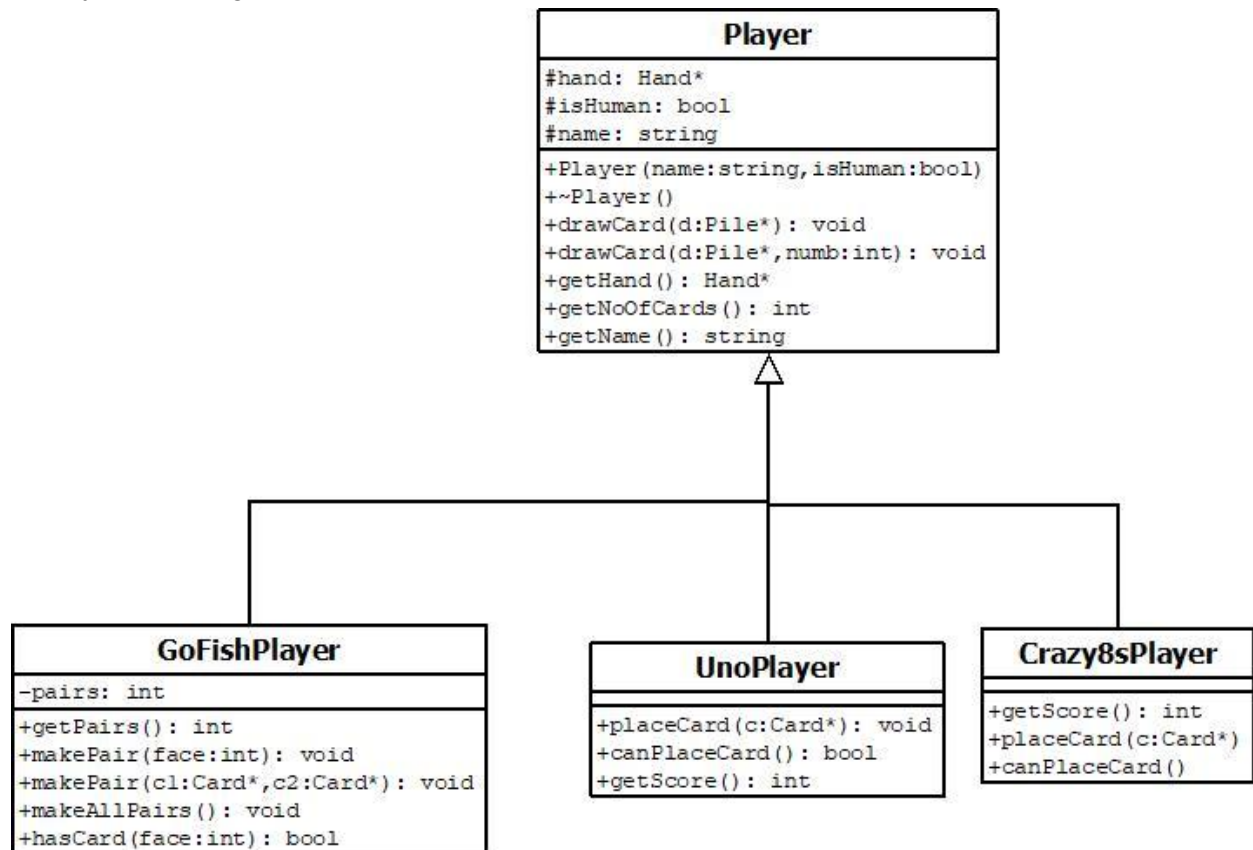 Player
#hand: Hand*
#isHuman: bool
#name: string
+Player(name:string,isHuman:bool)
+~Player()
+drawCard(d:Pile*): void
+drawCard(d:Pile*,numb:int): void
+getHand(): Hand*
+getNoOfCards(): int
+getName(): string
GoFishPlayer
-pairs: int
+getPairs(): int
+makePair(face:int): void
+makePair(c1:Card*,c2:Card*): void
+makeAllPairs(): void
+hasCard(face:int): bool
UnoPlayer
+placeCard(c:Card*): void
+canPlaceCard(): bool
+getScore(): int
Crazy8sPlayer
+getScore(): int
+placeCard(c:Card*)
+canPlaceCard()